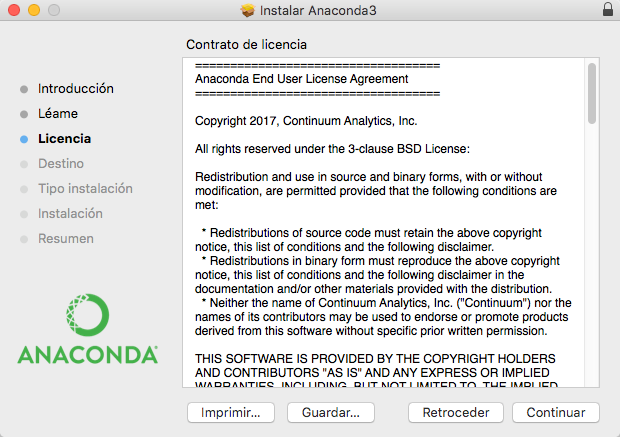 Instalar Anaconda3
Contrato de licencia
Introducción
Léame
Licencia
Destino
Tipo instalación
Instalación
Resumen
ANACONDA
===================================
Anaconda End User License Agreement
===================================
Copyright 2017, Continuum Analytics, Inc.
All rights reserved under the 3-clause BSD License:
Redistribution and use in source and binary forms, with or without
modification, are permitted provided that the following conditions are
met:
* Redistributions of source code must retain the above copyright
notice, this list of conditions and the following disclaimer.
* Redistributions in binary form must reproduce the above copyright
notice, this list of conditions and the following disclaimer in the
documentation and/or other materials provided with the distribution.
* Neither the name of Continuum Analytics, Inc. ("Continuum") nor the
names of its contributors may be used to endorse or promote products
derived from this software without specific prior written permission.
THIS SOFTWARE IS PROVIDED BY THE COPYRIGHT HOLDERS
AND CONTRIBUTORS "AS IS" AND ANY EXPRESS OR IMPLIED
WARRANTIES, INCLUDING, BUT NOT LIMITED TO, THE IMPLIED
Imprimir...
Guardar...
Retroceder
Continuar